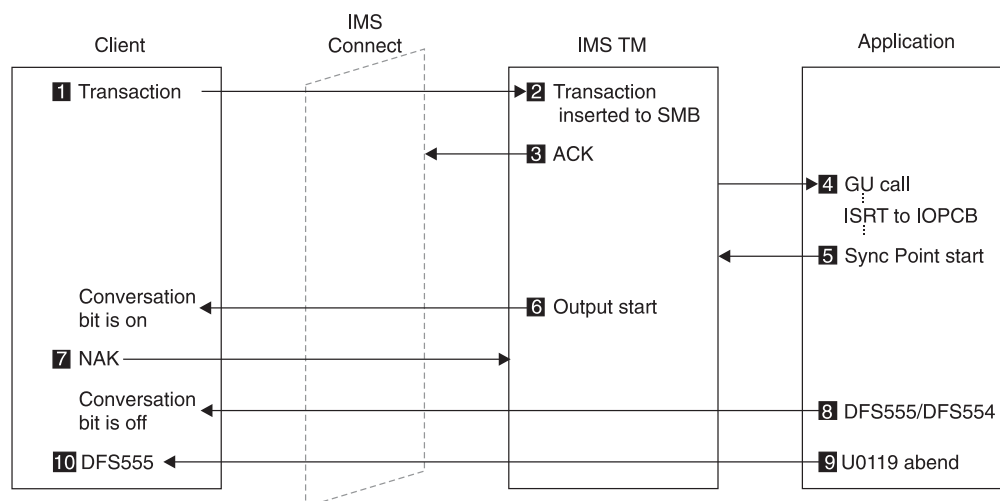 Client
IMS
Connect
IMS TM
Application
1 Transaction
2 Transaction
inserted to SMB
3 ACK
4 GU call
ISRT to IOPCB
5 Sync Point start
Conversation
bit is on
6 Output start
7 NAK
Conversation
bit is off
8 DFS555/DFS554
10 DFS555
9 U0119 abend